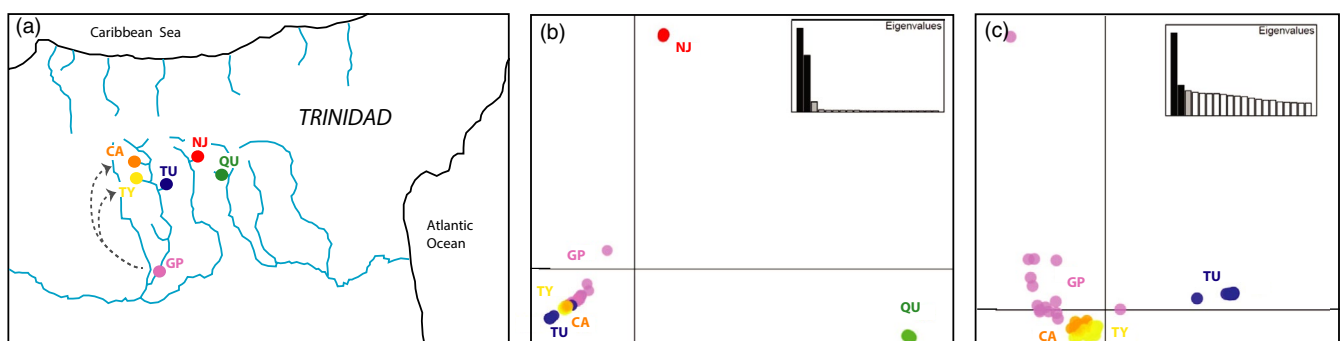 (a)
Caribbean Sea
TRINIDAD
CA
NJ
QU
TU
TY
GP
Atlantic
Ocean
(b)
NJ
Eigenvalues
GP
TY
CA
TU
QU
(c)
Eigenvalues
GP
TU
CA
TY